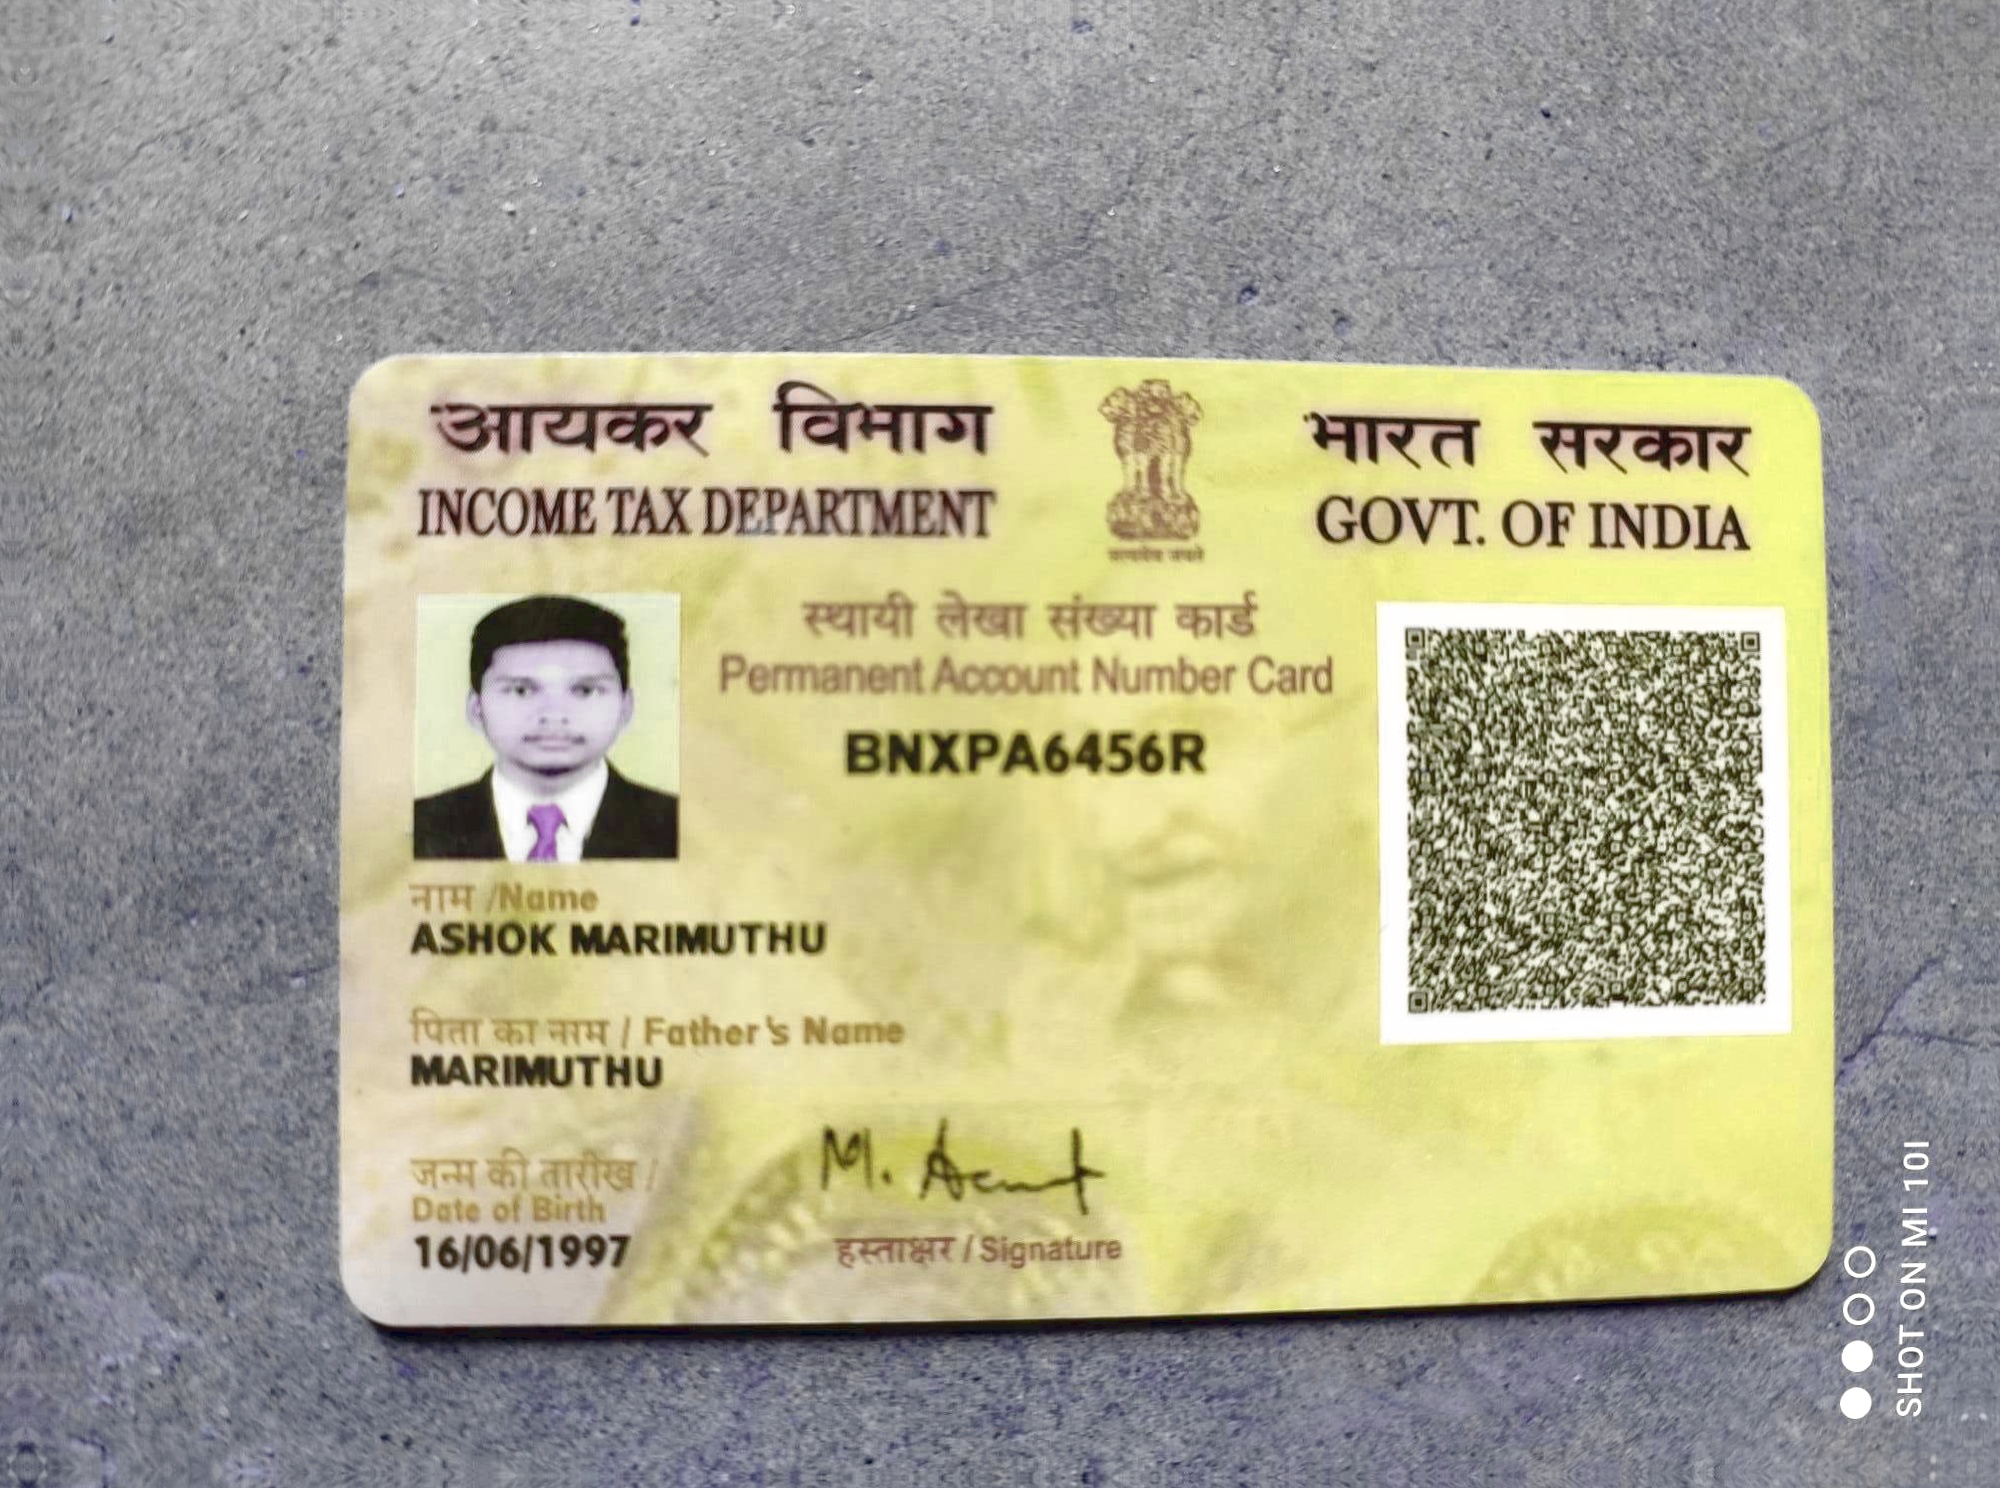 आयकर विभाग
INCOME TAX DEPARTMENT
भारत सरकार
GOVT. OF INDIA
सत्यमेव जयते
स्थायी लेखा संख्या कार्ड
Permanent Account Number Card
BNXPA6456R
नाम /Name
ASHOK MARIMUTHU
पिता का नाम / Father's Name
MARIMUTHU
जन्म की तारीख /
Date of Birth
16/06/1997
M.
हस्ताक्षर / Signature
SHOT ON MI 10I